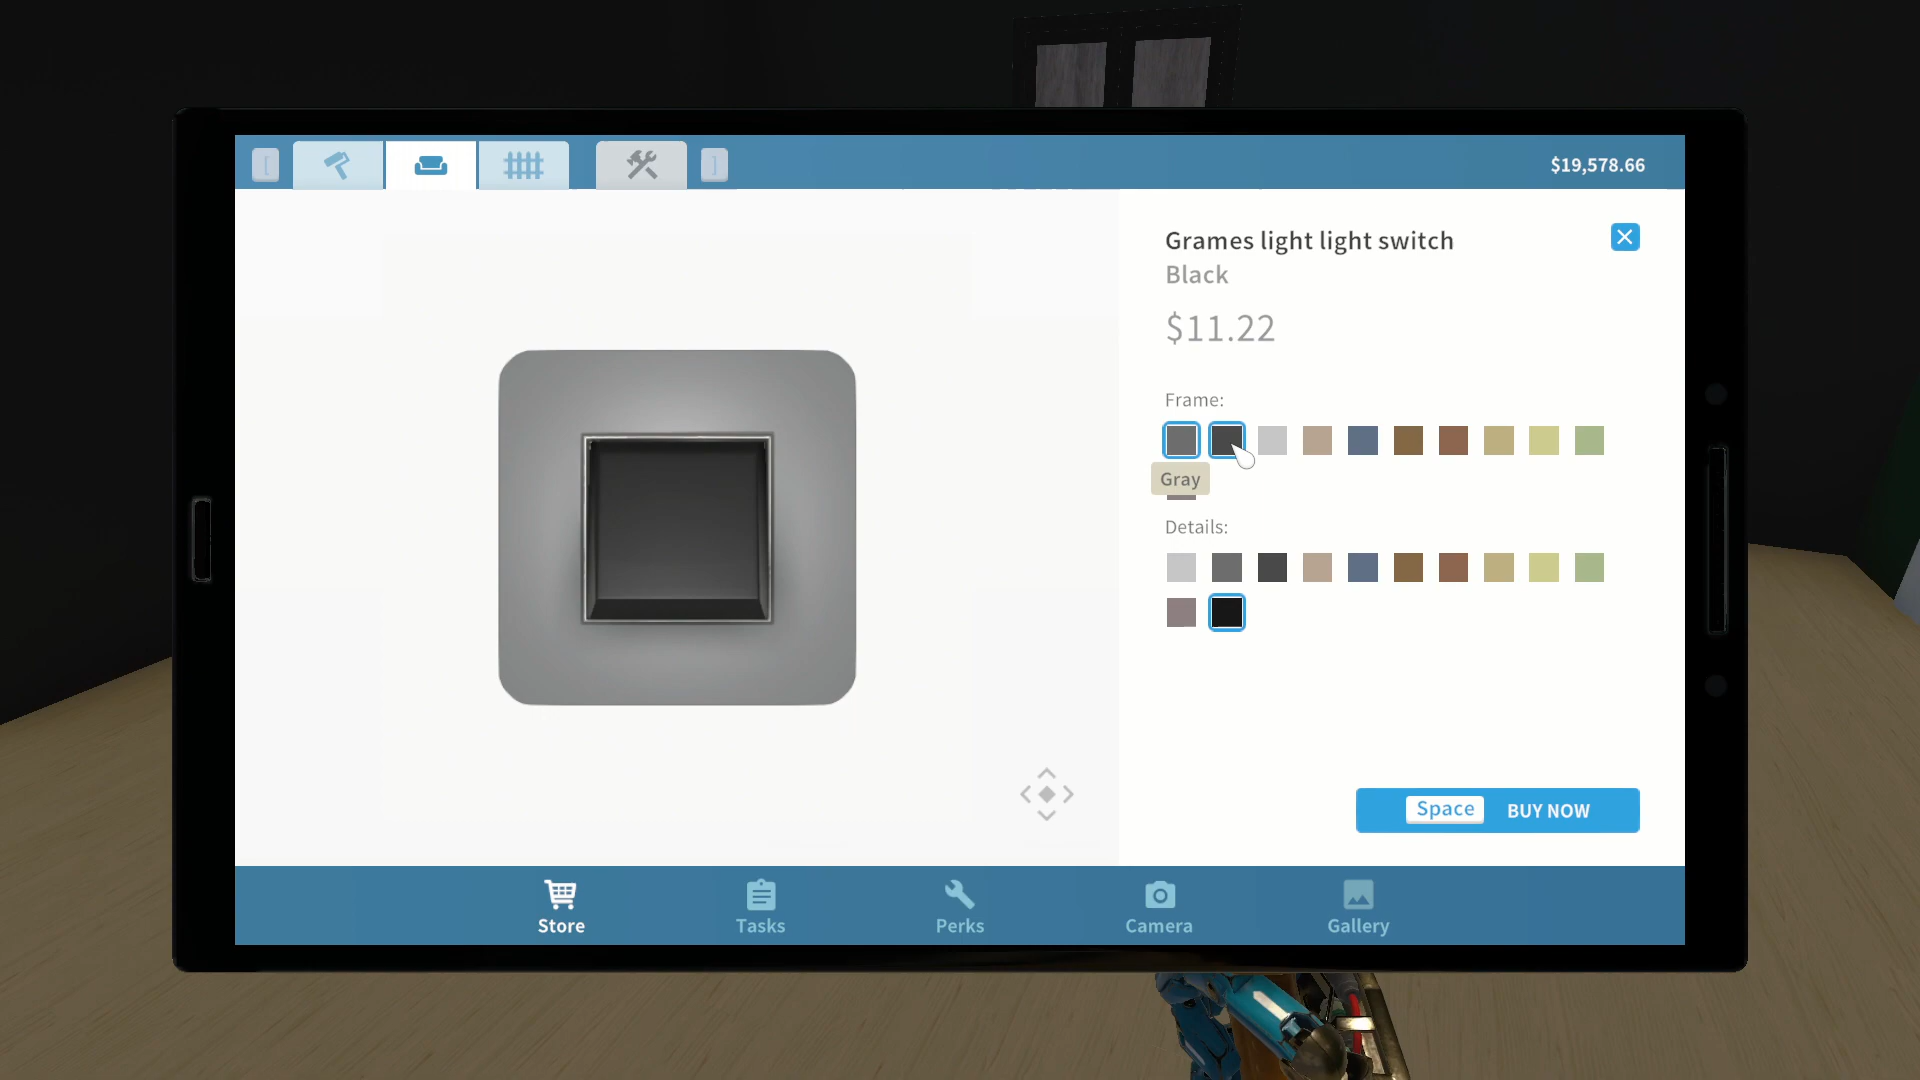 [
]
$19,578.66
Grames light light switch
Black
$11.22
Frame:
Gray
Details:
Space BUY NOW
Store
Tasks
Perks
Camera
Gallery